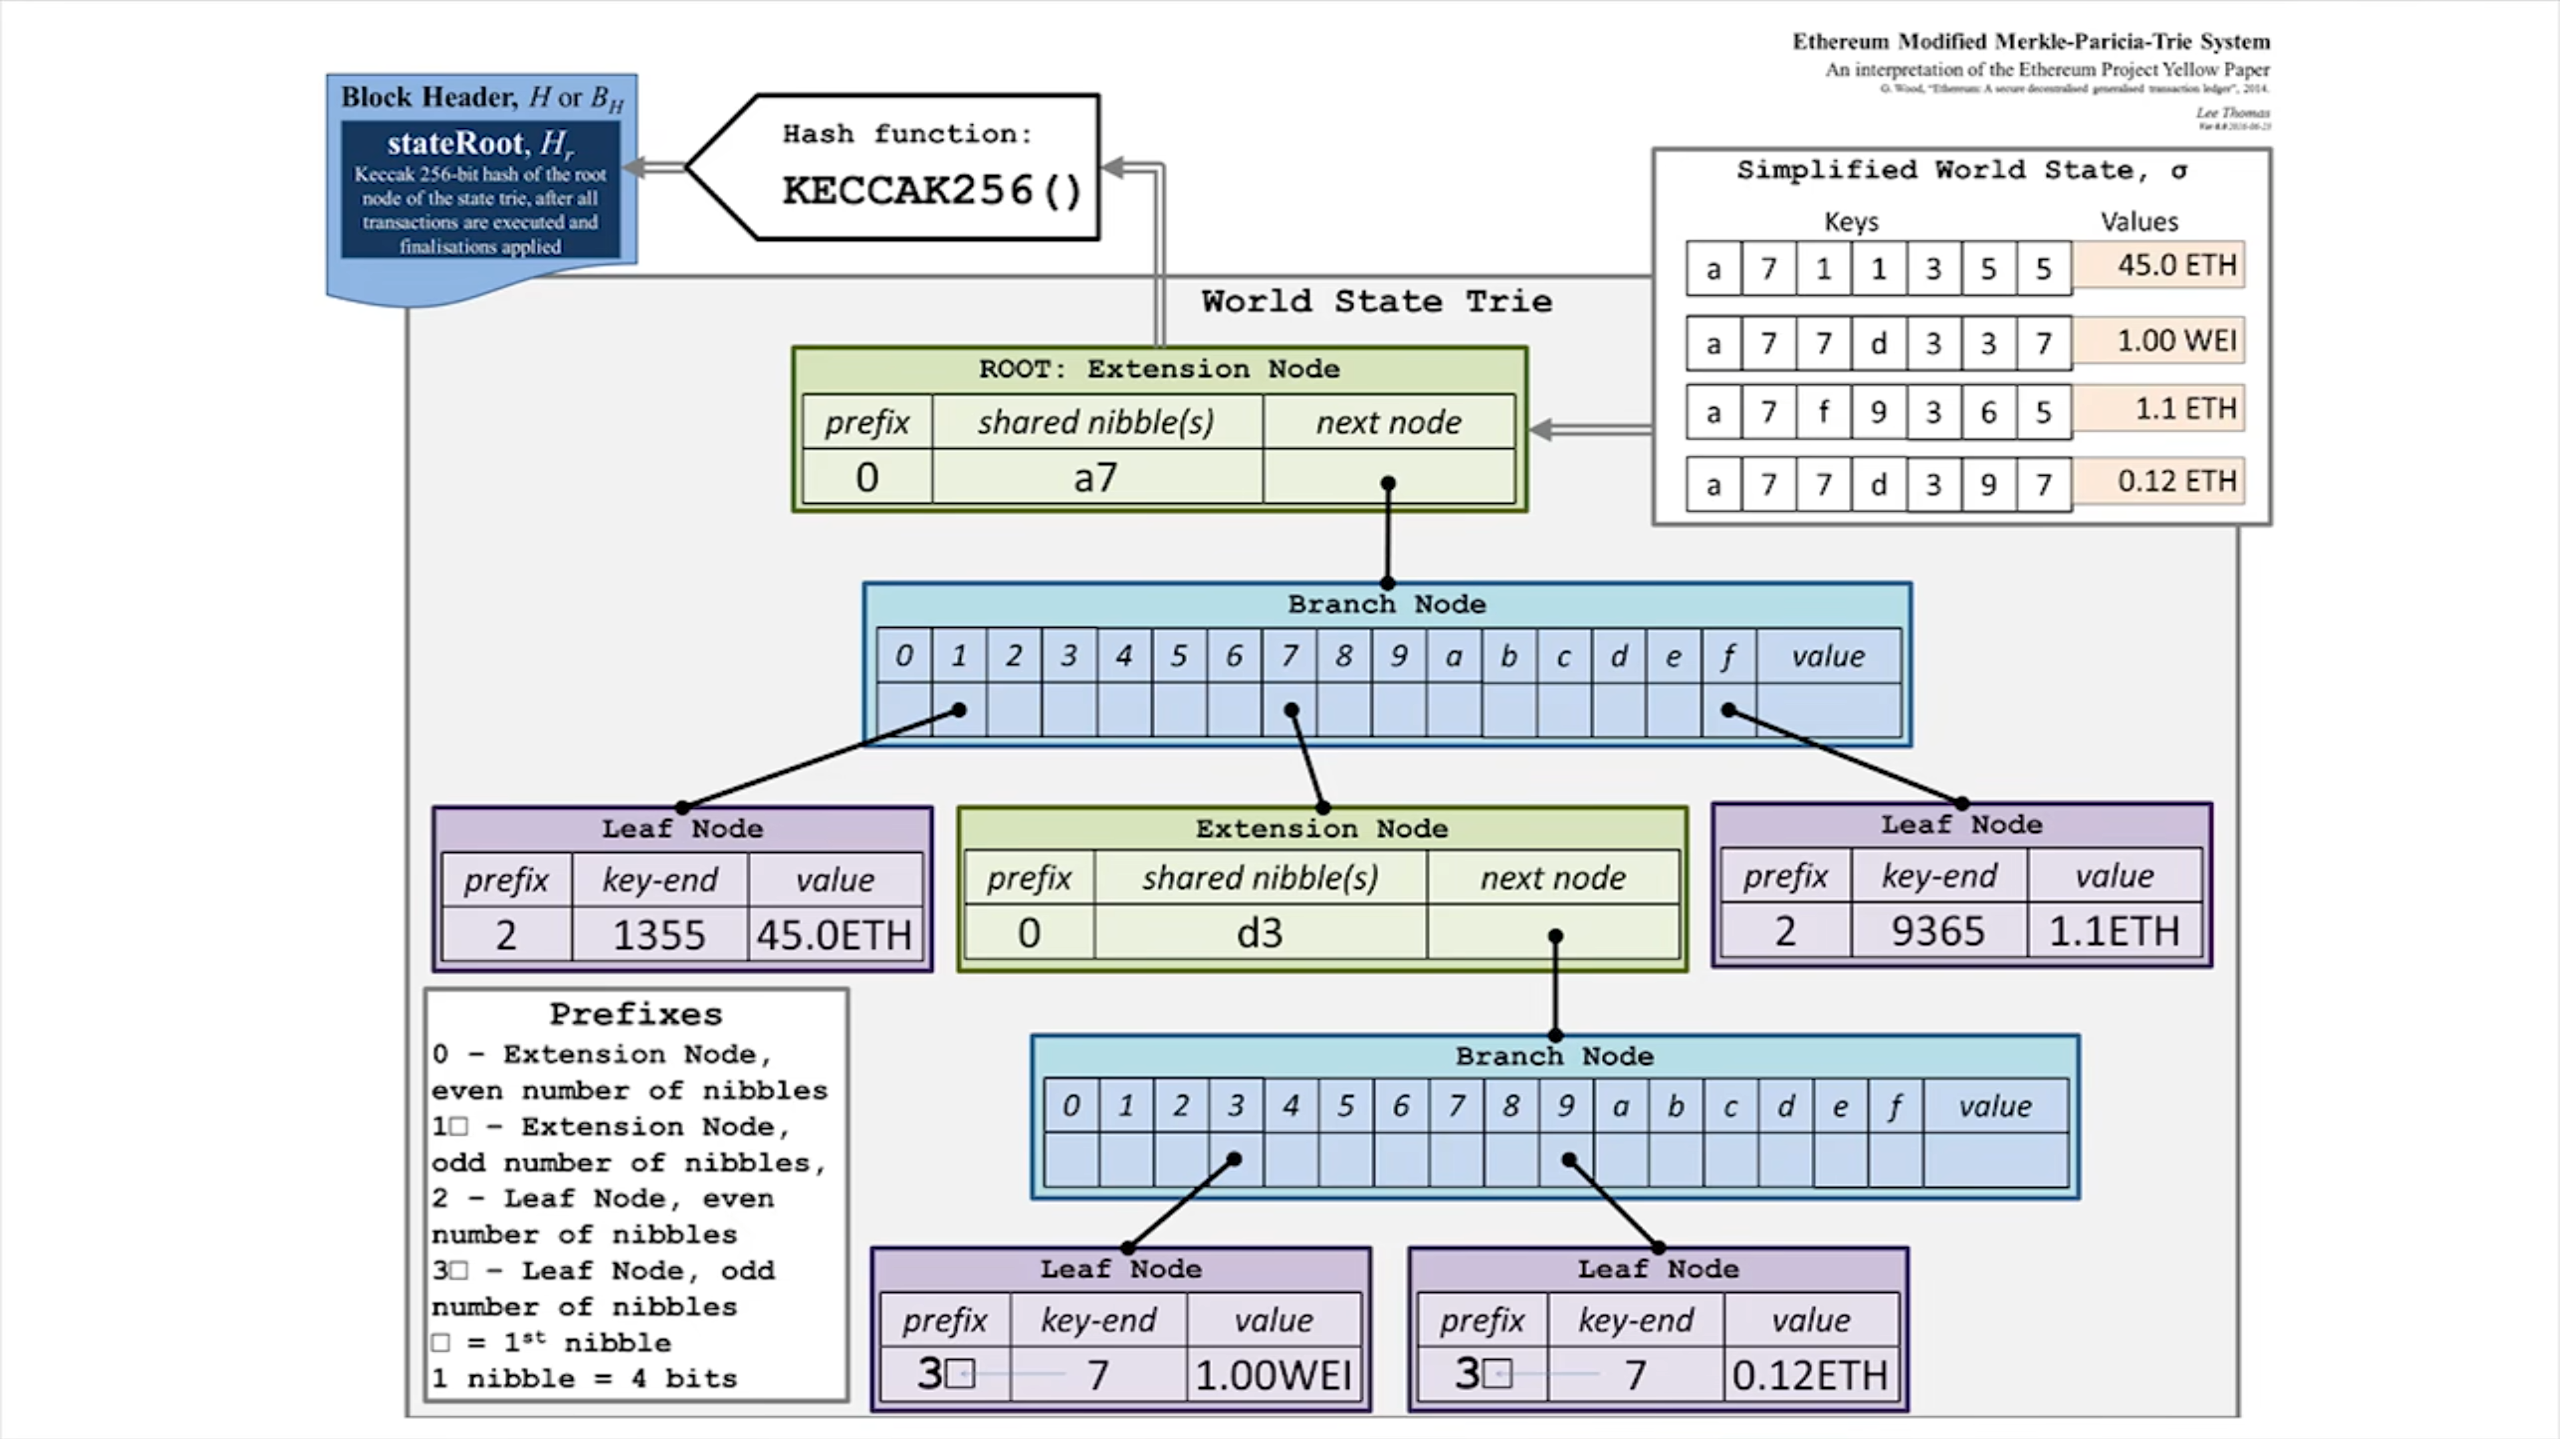 Ethereum Modified Merkle-Paricia-Trie System
An interpretation of the Ethereum Project Yellow Paper
G. Wood, "Ethereum: A secure decentralised generalised transaction ledger", 2014.
Lee Thomas
Block Header, H or B_H
stateRoot, H_r
Keccak 256-bit hash of the root
node of the state trie, after all
transactions are executed and
finalisations applied
Hash function:
KECCAK256()
Simplified World State, σ
Keys Values
a 7 1 1 3 5 5 45.0 ETH
a 7 7 d 3 3 7 1.00 WEI
a 7 f 9 3 6 5 1.1 ETH
a 7 7 d 3 9 7 0.12 ETH
World State Trie
ROOT: Extension Node
prefix shared nibble(s) next node
0 a7
Branch Node
0 1 2 3 4 5 6 7 8 9 a b c d e f value
Leaf Node
prefix key-end value
2 1355 45.0ETH
Extension Node
prefix shared nibble(s) next node
0 d3
Leaf Node
prefix key-end value
2 9365 1.1ETH
Prefixes
0 – Extension Node,
even number of nibbles
1□ – Extension Node,
odd number of nibbles,
2 – Leaf Node, even
number of nibbles
3□ – Leaf Node, odd
number of nibbles
□ = 1st nibble
1 nibble = 4 bits
Branch Node
0 1 2 3 4 5 6 7 8 9 a b c d e f value
Leaf Node
prefix key-end value
3□ 7 1.00WEI
Leaf Node
prefix key-end value
3□ 7 0.12ETH